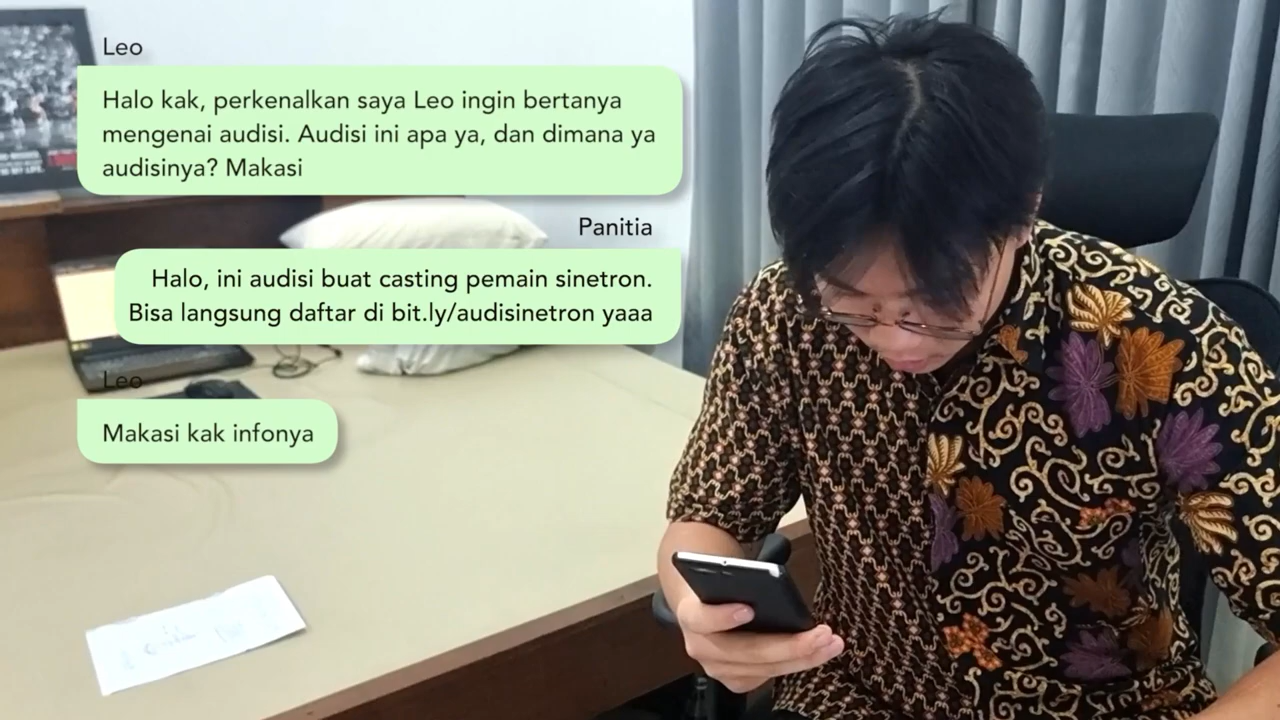 Leo
Halo kak, perkenalkan saya Leo ingin bertanya
mengenai audisi. Audisi ini apa ya, dan dimana ya
audisinya? Makasi
Panitia
Halo, ini audisi buat casting pemain sinetron.
Bisa langsung daftar di bit.ly/audisinetron yaaa
Leo
Makasi kak infonya